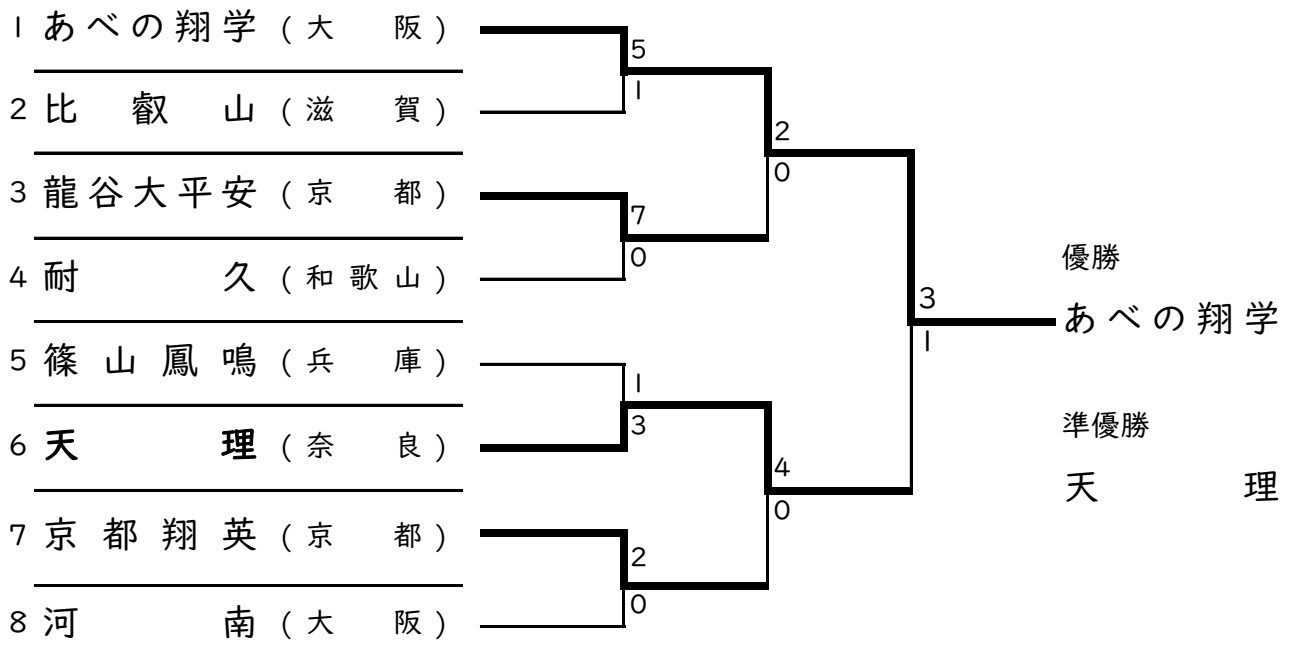 1 あべの翔学 (大阪)
5
1
2 比叡山 (滋賀)
2
0
3 龍谷大平安 (京都)
7
0
4 耐久 (和歌山)
優勝
3
あべの翔学
1
5 篠山鳳鳴 (兵庫)
1
3
6 天理 (奈良)
準優勝
4
0
天理
7 京都翔英 (京都)
2
0
8 河南 (大阪)